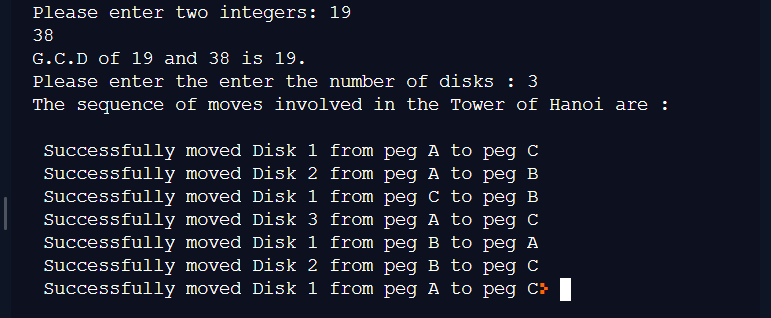 Please enter two integers: 19
38
G.C.D of 19 and 38 is 19.
Please enter the enter the number of disks : 3
The sequence of moves involved in the Tower of Hanoi are :
Successfully moved Disk 1 from peg A to peg C
Successfully moved Disk 2 from peg A to peg B
Successfully moved Disk 1 from peg C to peg B
Successfully moved Disk 3 from peg A to peg C
Successfully moved Disk 1 from peg B to peg A
Successfully moved Disk 2 from peg B to peg C
Successfully moved Disk 1 from peg A to peg C